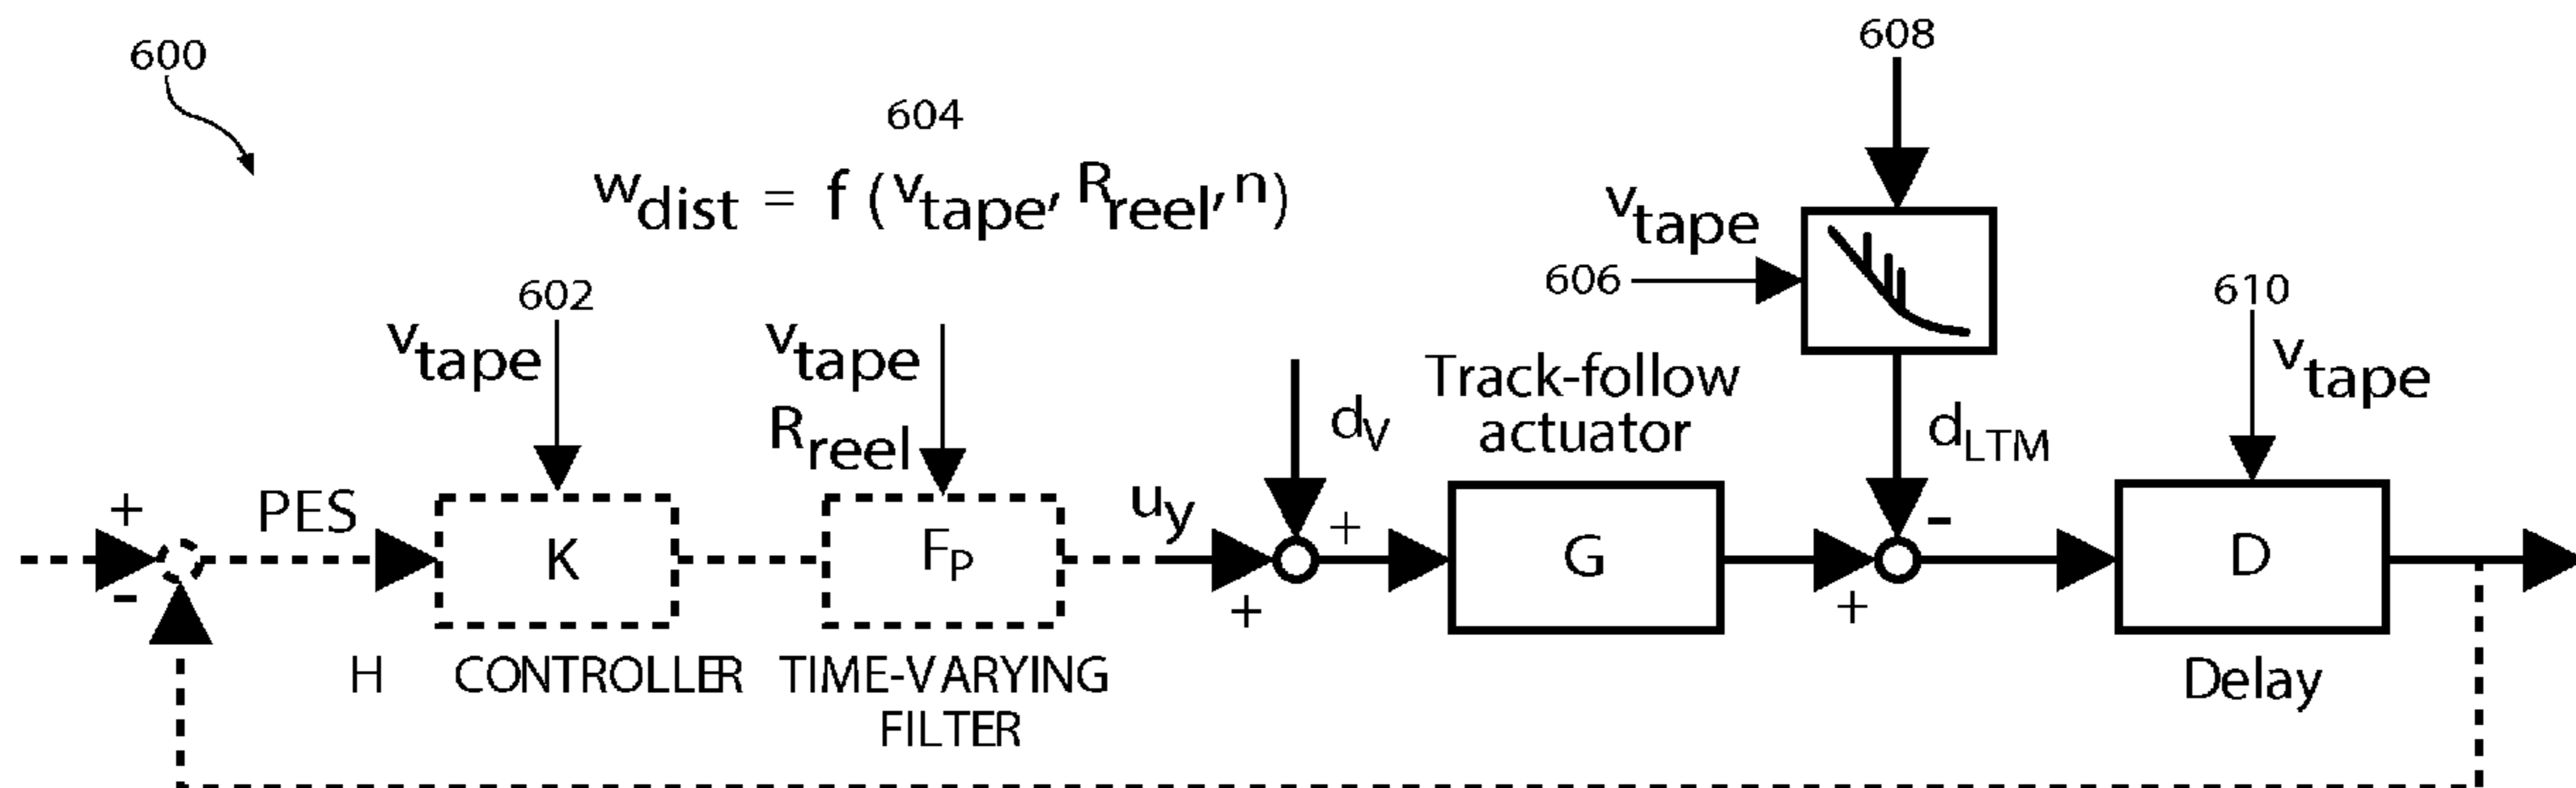 600
604
w_dist = f (v_tape, R_reel, n)
608
v_tape
606
602
v_tape
v_tape
R_reel
610
v_tape
Track-follow
actuator
d_V
d_LTM
+
PES
K
F_P
u_y
+
G
-
D
-
+
+
H CONTROLLER
TIME-VARYING
FILTER
Delay